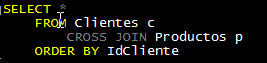 SELECT *
FROM Clientes c
CROSS JOIN Productos p
ORDER BY IdCliente